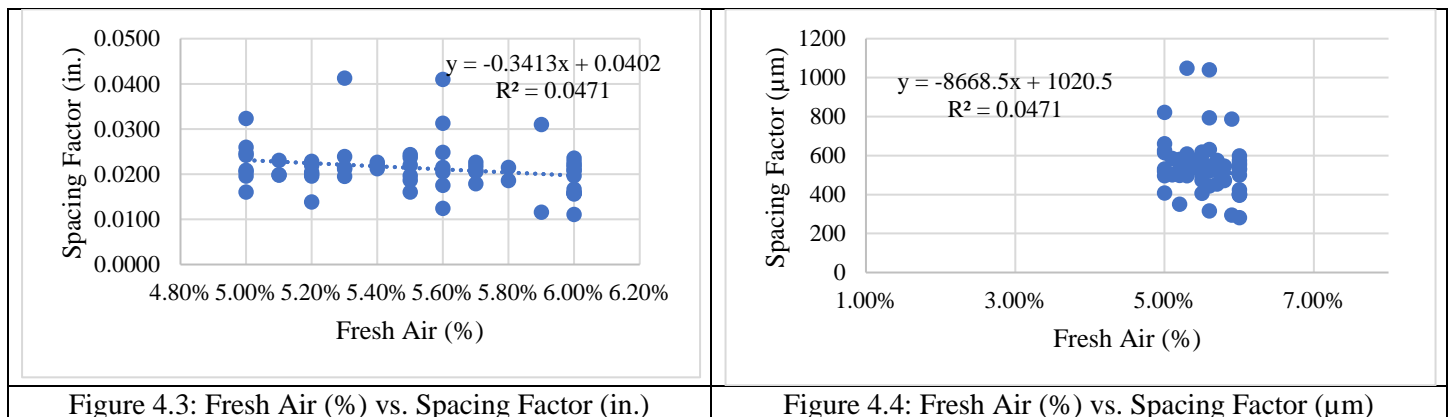 0.0500
0.0400
0.0300
0.0200
0.0100
0.0000
Spacing Factor (in.)
y = -0.3413x + 0.0402
R² = 0.0471
4.80% 5.00% 5.20% 5.40% 5.60% 5.80% 6.00% 6.20%
Fresh Air (%)
Figure 4.3: Fresh Air (%) vs. Spacing Factor (in.)
1200
1000
800
600
400
200
0
Spacing Factor (µm)
y = -8668.5x + 1020.5
R² = 0.0471
1.00% 3.00% 5.00% 7.00%
Fresh Air (%)
Figure 4.4: Fresh Air (%) vs. Spacing Factor (µm)